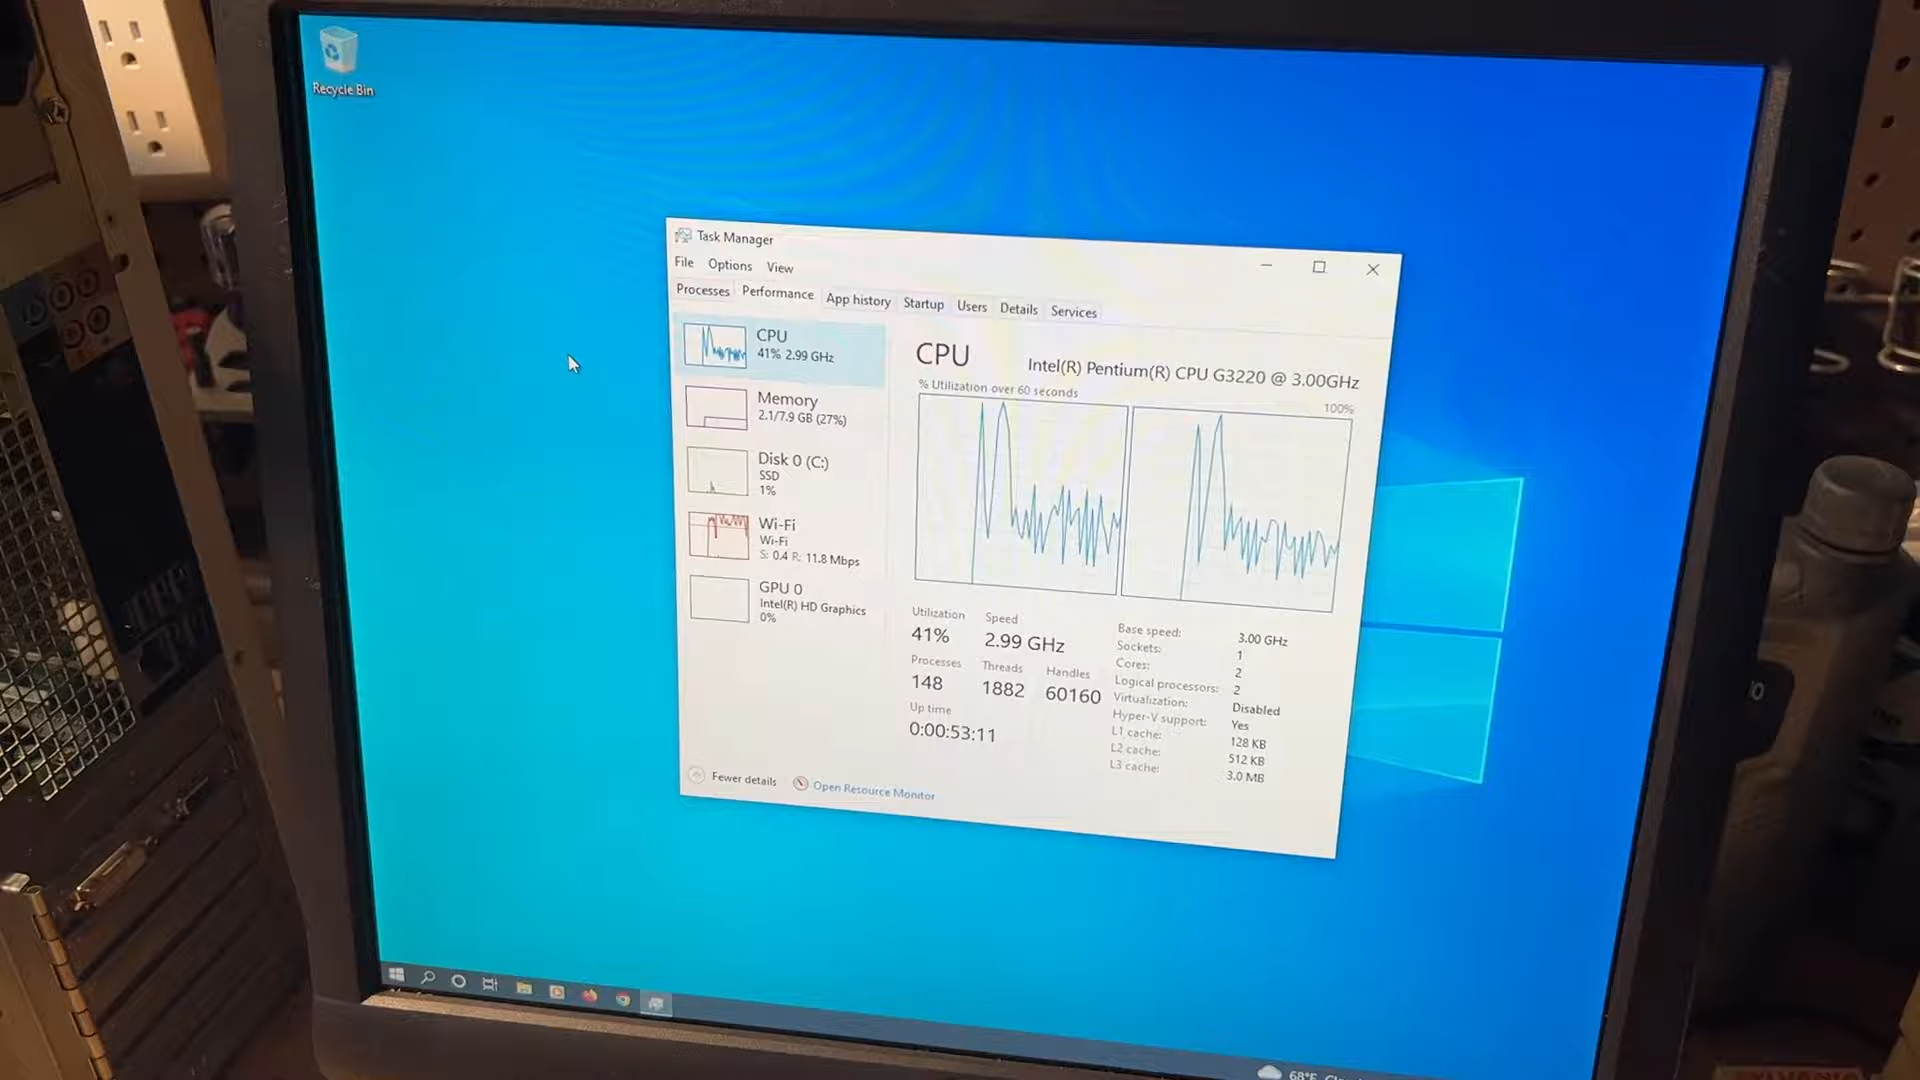 Recycle Bin
Task Manager
File Options View
Processes Performance App history Startup Users Details Services
CPU
41% 2.99 GHz
Memory
2.1/7.9 GB (27%)
Disk 0 (C:)
SSD
1%
Wi-Fi
Wi-Fi
S: 0.4 R: 11.8 Mbps
GPU 0
Intel(R) HD Graphics
0%
CPU
Intel(R) Pentium(R) CPU G3220 @ 3.00GHz
% Utilization over 60 seconds
100%
Utilization Speed
41% 2.99 GHz
Processes Threads Handles
148 1882 60160
Up time
0:00:53:11
Base speed: 3.00 GHz
Sockets: 1
Cores: 2
Logical processors: 2
Virtualization: Disabled
Hyper-V support: Yes
L1 cache: 128 KB
L2 cache: 512 KB
L3 cache: 3.0 MB
Fewer details
Open Resource Monitor
68°F